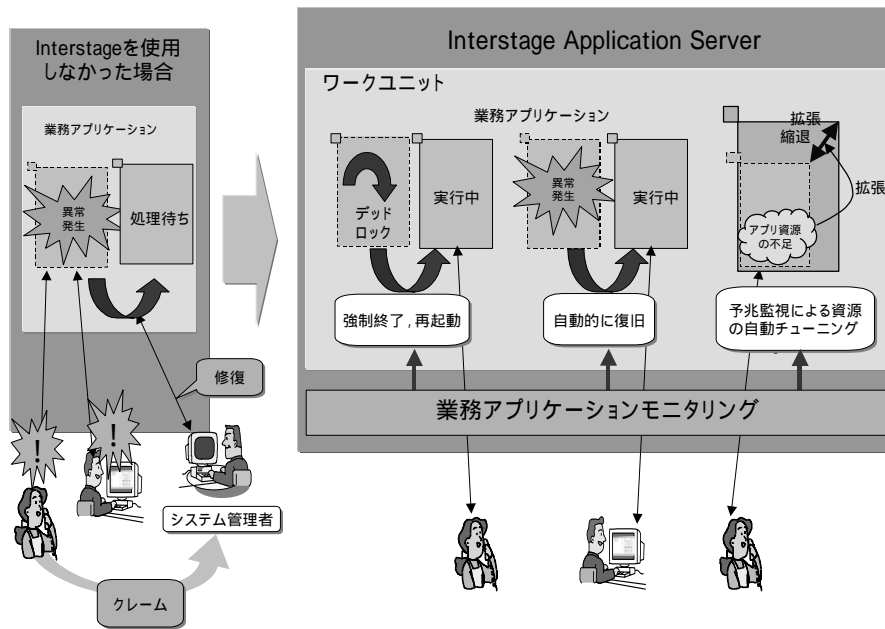 Interstageを使用
しなかった場合
業務アプリケーション
異常
発生
処理待ち
修復
!
!
システム管理者
クレーム
Interstage Application Server
ワークユニット
業務アプリケーション
デッド
ロック
実行中
異常
発生
実行中
拡張
縮退
拡張
アプリ資源
の不足
強制終了,再起動
自動的に復旧
予兆監視による資源
の自動チューニング
業務アプリケーションモニタリング